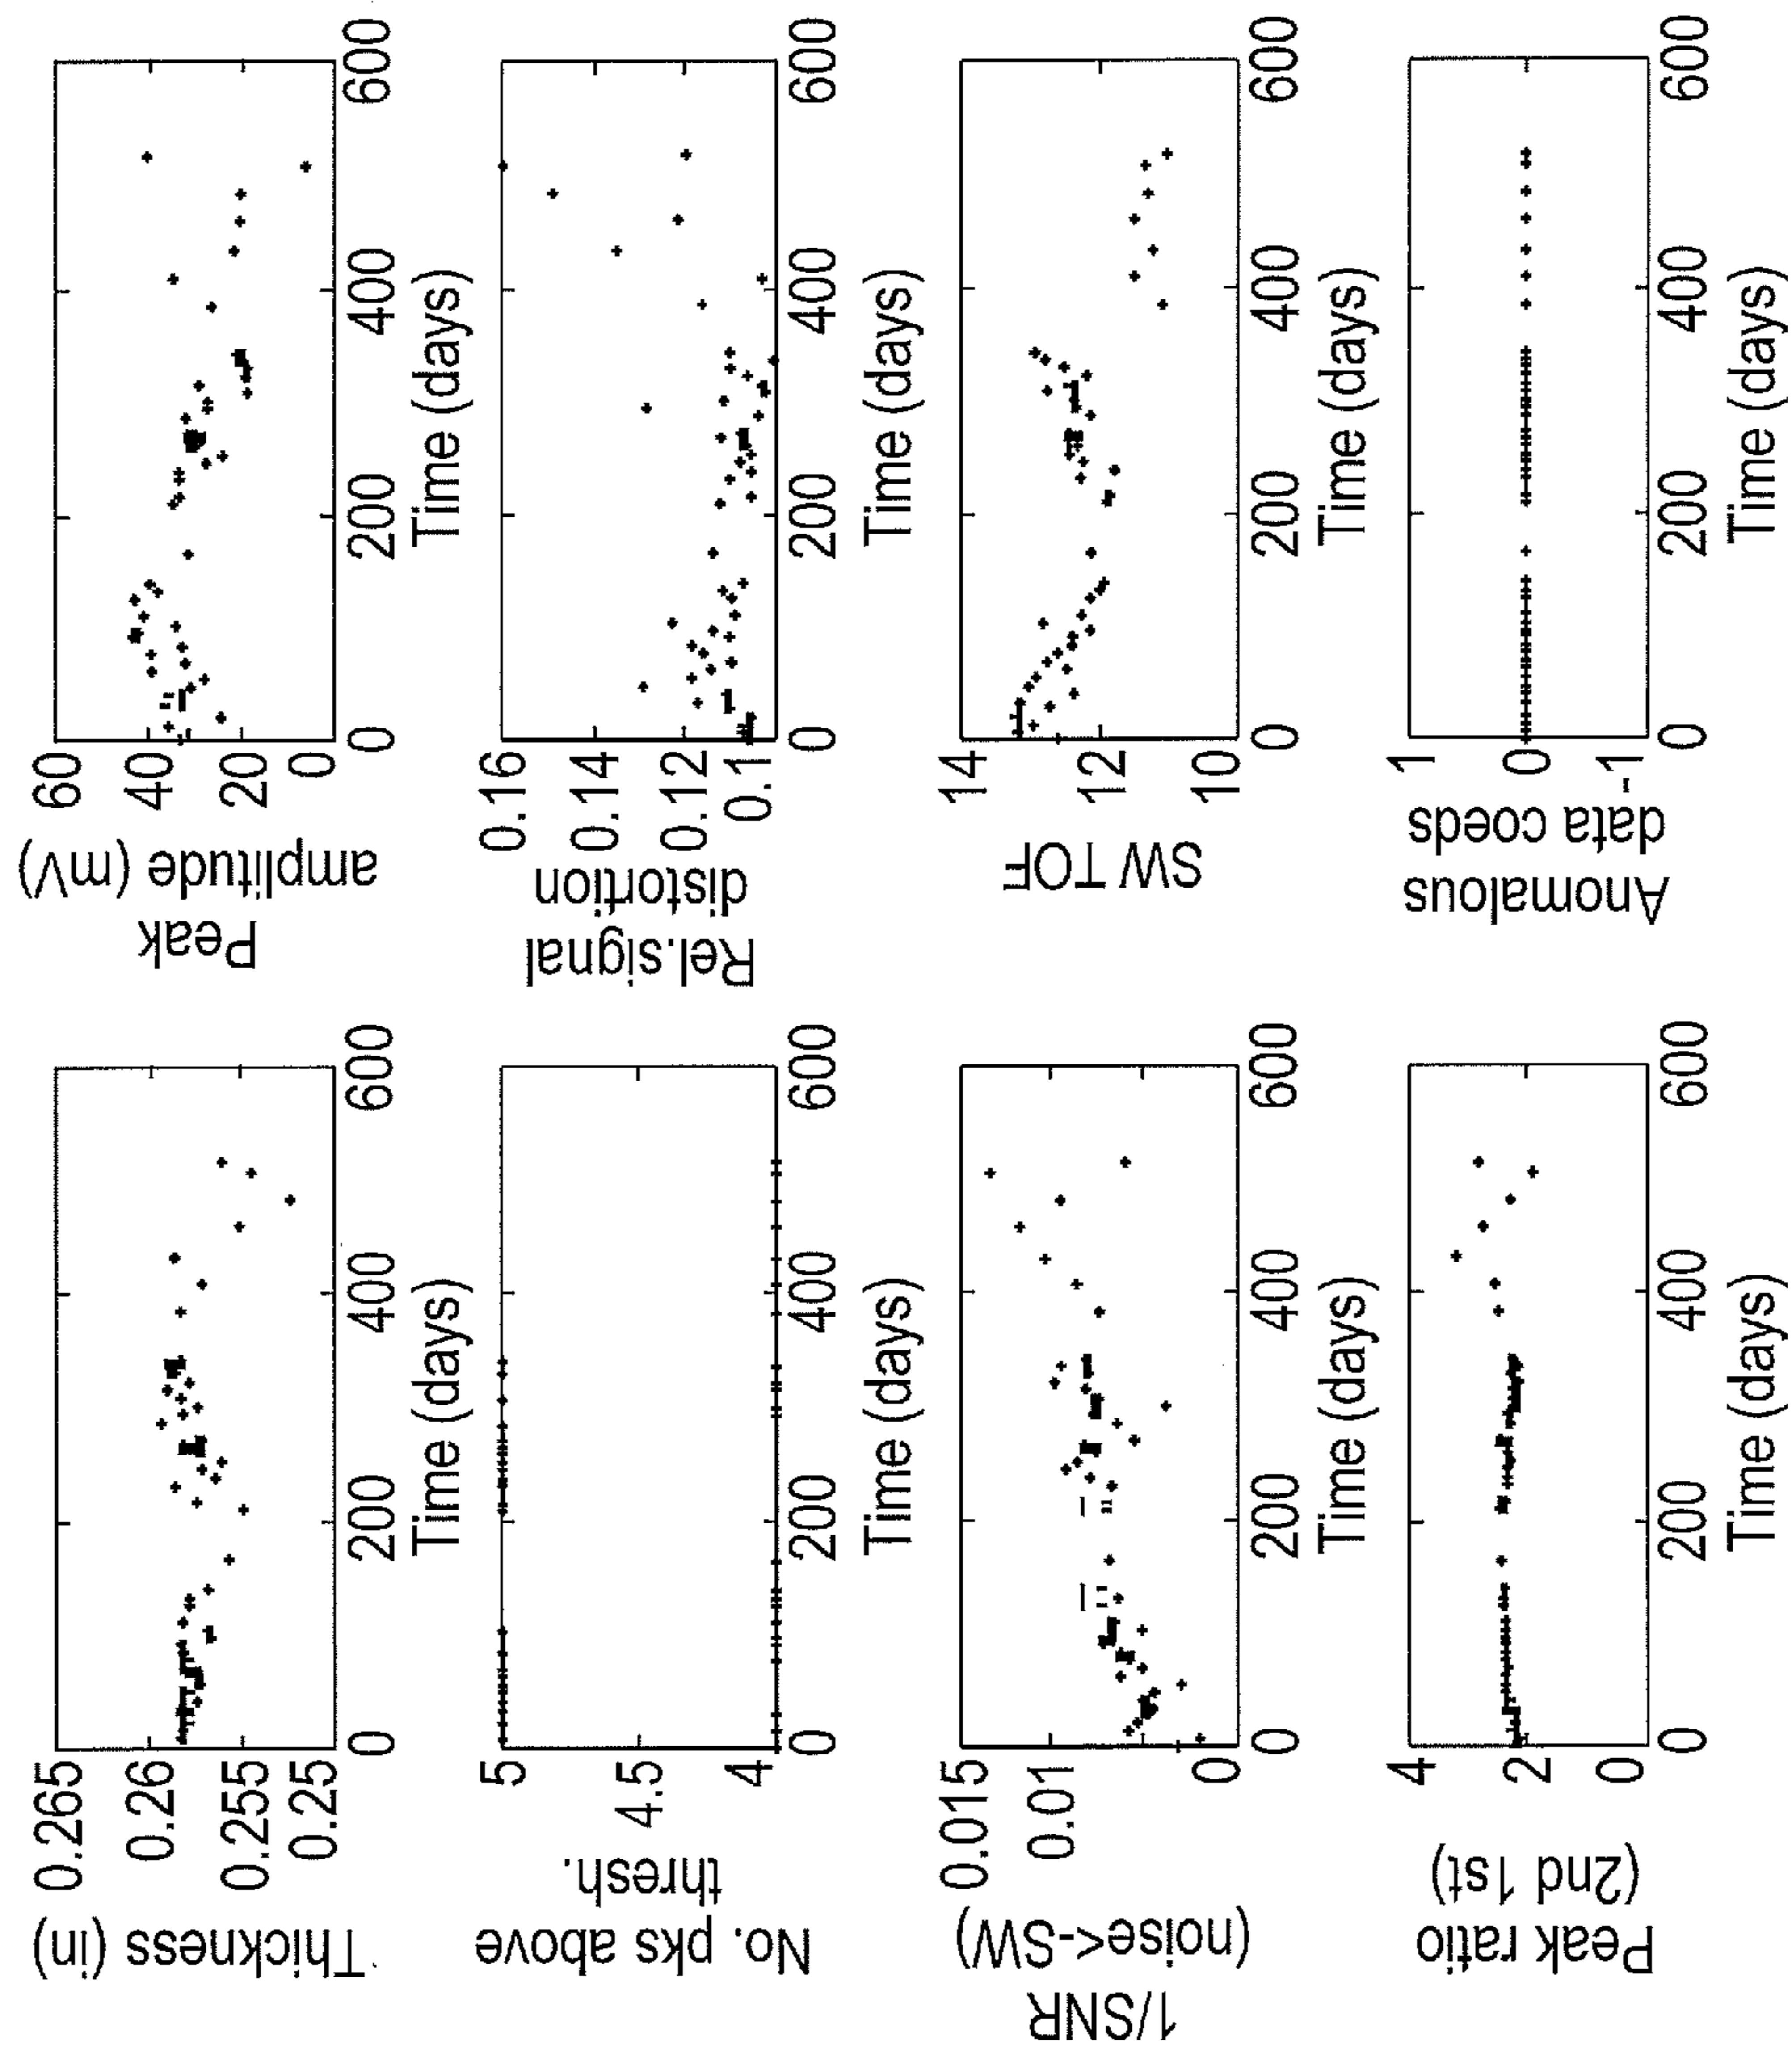 Thickness (in)
0.265
0.26
0.255
0.25
0
200
400
600
Time (days)
Peak
amplitude (mV)
60
40
20
0
0
200
400
600
Time (days)
No. pks above
thresh.
5
4.5
4
0
200
400
600
Time (days)
Rel.signal
distortion
0.16
0.14
0.12
0.1
0
200
400
600
Time (days)
1/SNR
(noise<-SW)
0.015
0.01
0
0
200
400
600
Time (days)
SW TOF
14
12
10
0
200
400
600
Time (days)
Peak ratio
(2nd 1st)
4
2
0
0
200
400
600
Time (days)
Anomalous
data coeds
1
0
-1
0
200
400
600
Time (days)